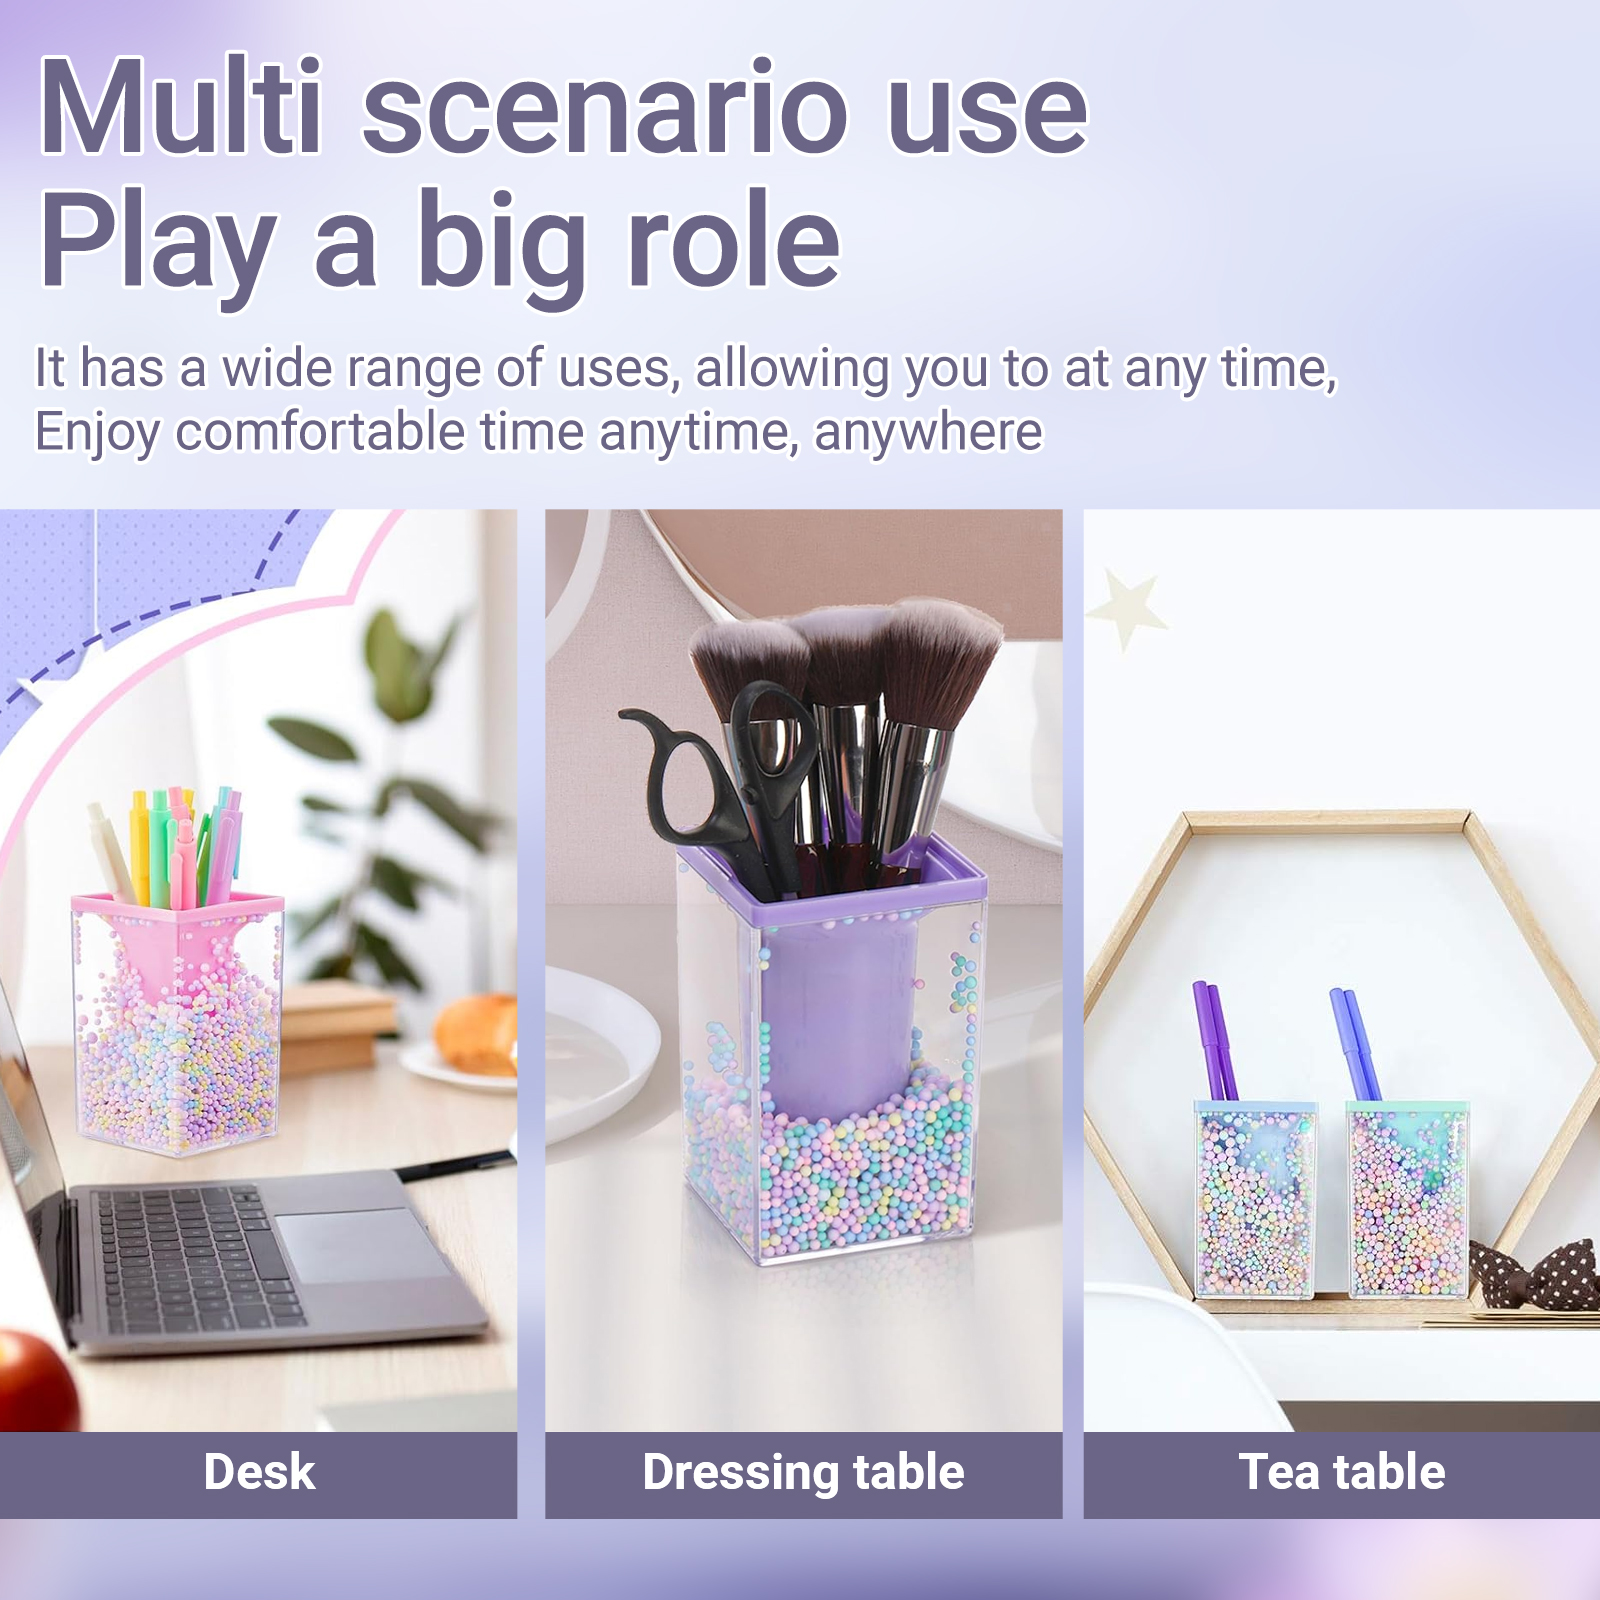 Multi scenario use
Play a big role
It has a wide range of uses, allowing you to at any time,
Enjoy comfortable time anytime, anywhere
Desk
Dressing table
Tea table